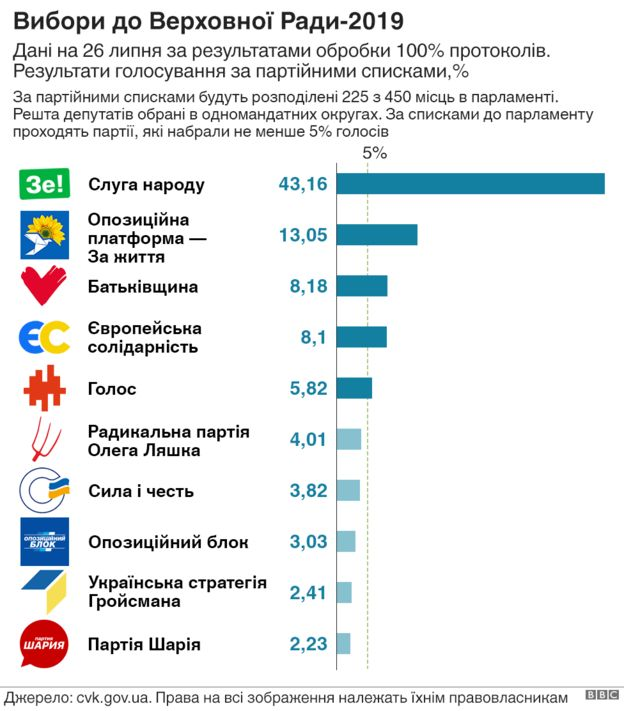 Вибори до Верховної Ради-2019
Дані на 26 липня за результатами обробки 100% протоколів.
Результати голосування за партійними списками,%
За партійними списками будуть розподілені 225 з 450 місць в парламенті.
Решта депутатів обрані в одномандатних округах. За списками до парламенту
проходять партії, які набрали не менше 5% голосів
5%
Зе! Слуга народу 43,16
Опозиційна
платформа —
За життя
13,05
Батьківщина 8,18
ЄС
Європейська
солідарність
8,1
Голос 5,82
Радикальна партія
Олега Ляшка
4,01
Сила і честь 3,82
ОПОЗИЦІЙНИЙ
БЛОК
Опозиційний блок 3,03
Українська стратегія
Гройсмана
2,41
ПАРТИЯ
ШАРИЯ
Партія Шарія 2,23
Джерело: cvk.gov.ua. Права на всі зображення належать їхнім правовласникам BBC